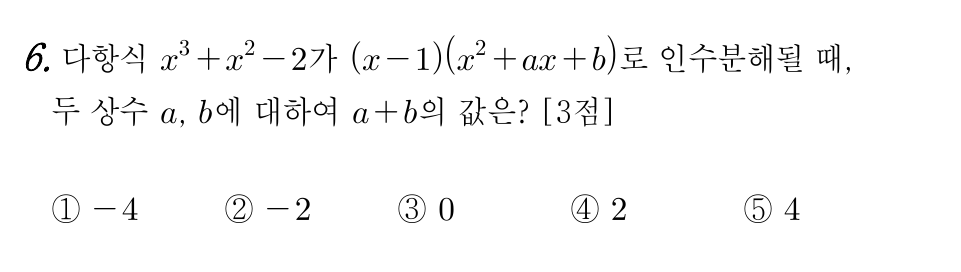 6. 다항식 x³+x²-2가 (x-1)(x²+ax+b)로 인수분해될 때,
두 상수 a, b에 대하여 a+b의 값은? [3점]
① -4 ② -2 ③ 0 ④ 2 ⑤ 4